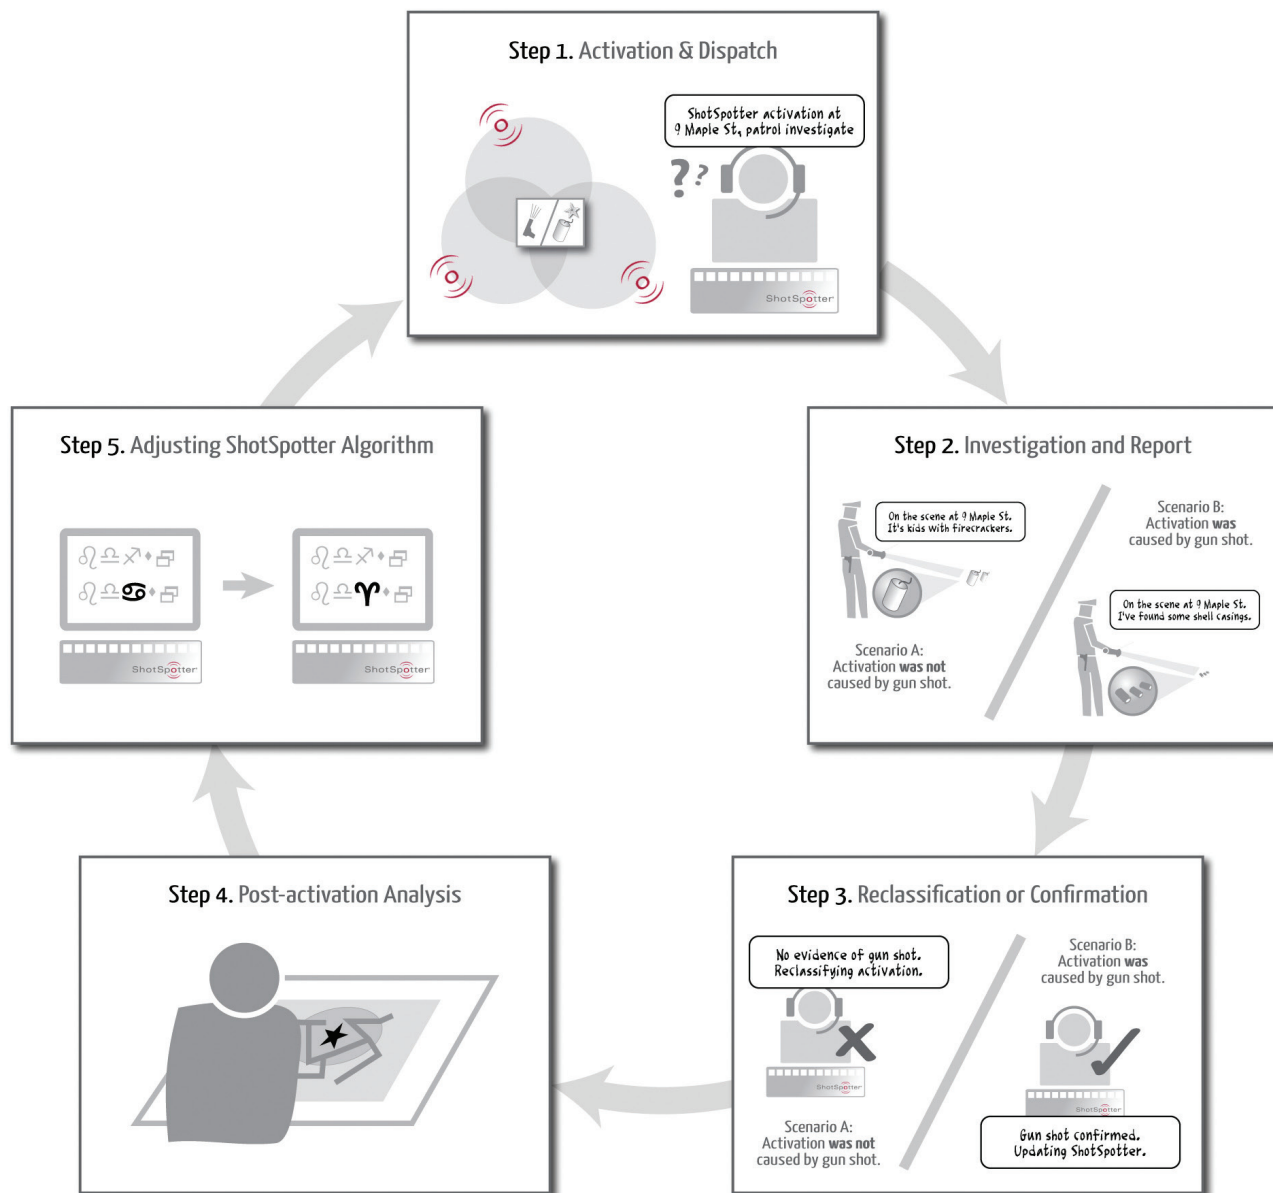 Step 1. Activation & Dispatch
ShotSpotter activation at
9 Maple St, patrol investigate
??
ShotSpotter
Step 2. Investigation and Report
On the scene at 9 Maple St.
It's kids with firecrackers.
Scenario A:
Activation was not
caused by gun shot.
Scenario B:
Activation was
caused by gun shot.
On the scene at 9 Maple St.
I've found some shell casings.
Step 3. Reclassification or Confirmation
No evidence of gun shot.
Reclassifying activation.
ShotSpotter
Scenario A:
Activation was not
caused by gun shot.
Scenario B:
Activation was
caused by gun shot.
ShotSpotter
Gun shot confirmed.
Updating ShotSpotter.
Step 4. Post-activation Analysis
Step 5. Adjusting ShotSpotter Algorithm
♌♎♐⬥🗗
♌♎♋⬥🗗
ShotSpotter
♌♎♐⬥🗗
♌♎♈⬥🗗
ShotSpotter